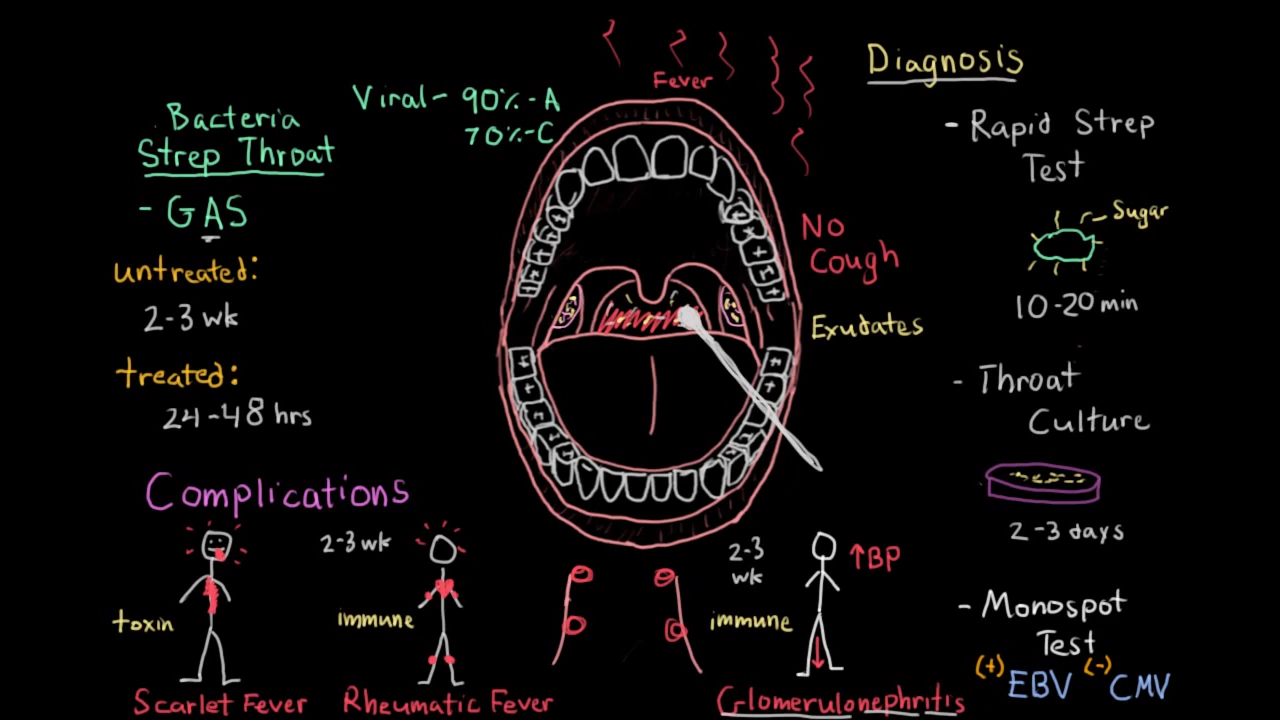 Bacteria
Strep Throat
- GAS
untreated:
2-3 wk
treated:
24-48 hrs
Viral - 90% - A
70% - C
Fever
No
Cough
Exudates
Diagnosis
- Rapid Strep
Test
Sugar
10-20 min
- Throat
Culture
2-3 days
- Monospot
Test
(+) EBV (-) CMV
Complications
toxin
Scarlet Fever
2-3 wk
immune
Rheumatic Fever
2-3
wk
immune
↑BP
Glomerulonephritis